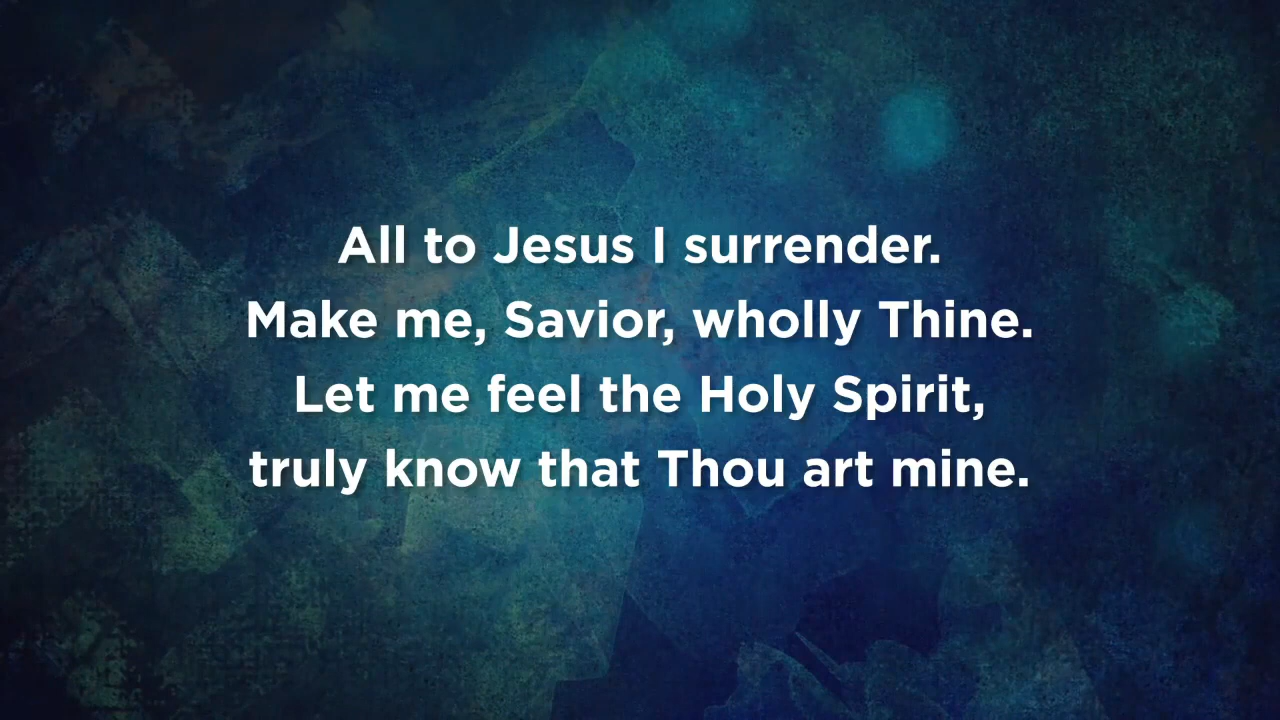 All to Jesus I surrender.
Make me, Savior, wholly Thine.
Let me feel the Holy Spirit,
truly know that Thou art mine.